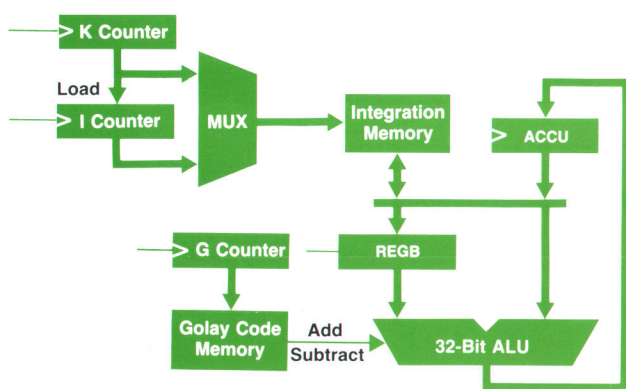 K Counter
Load
I Counter
MUX
Integration
Memory
ACCU
G Counter
REGB
Golay Code
Memory
Add
Subtract
32-Bit ALU